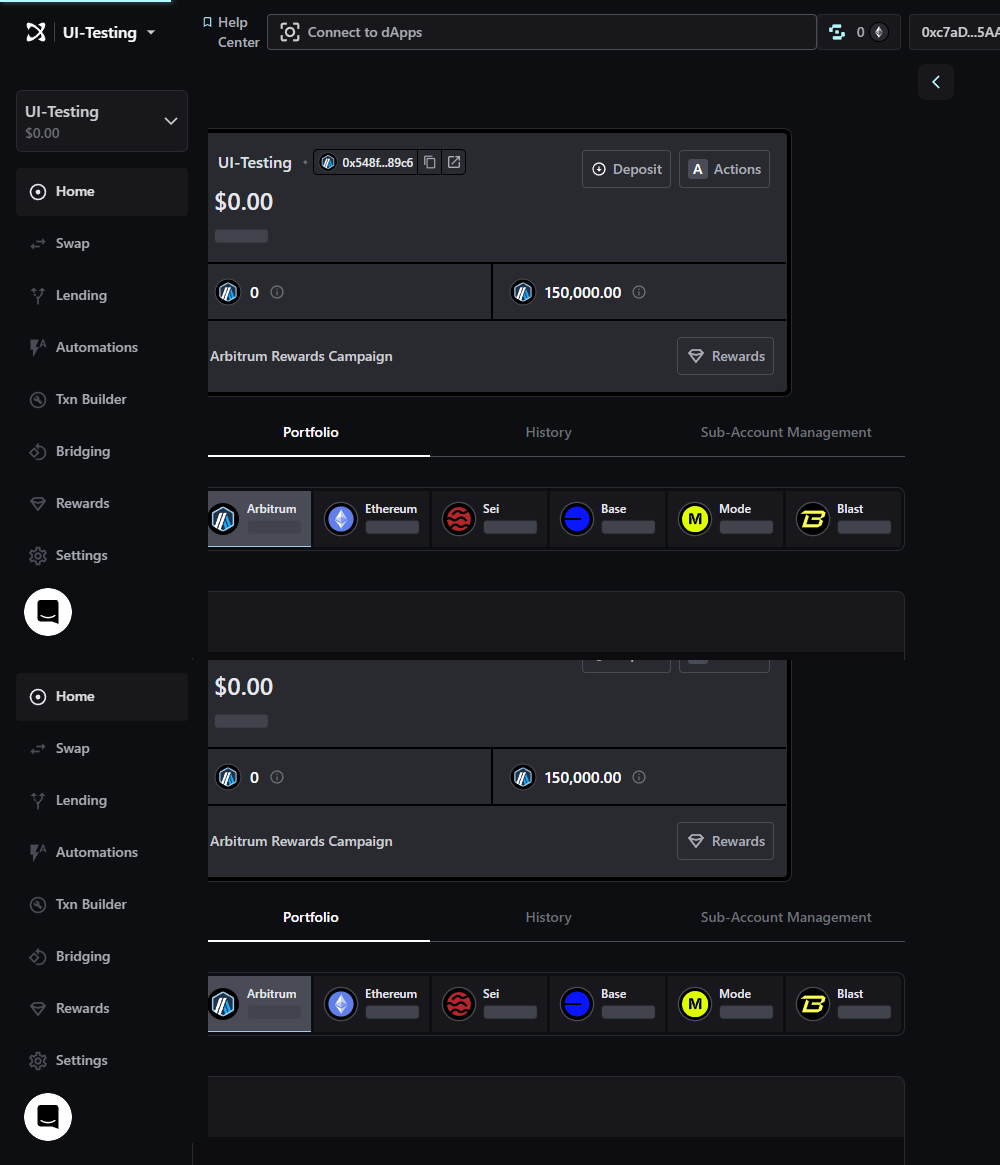 UI-Testing
Help
Center
Connect to dApps
0
0xc7aD...5AA
UI-Testing
$0.00
Home
Swap
Lending
Automations
Txn Builder
Bridging
Rewards
Settings
UI-Testing
0x548f...89c6
Deposit
A Actions
$0.00
0
150,000.00
Arbitrum Rewards Campaign
Rewards
Portfolio
History
Sub-Account Management
Arbitrum
Ethereum
Sei
Base
M Mode
Blast
Home
Swap
Lending
Automations
Txn Builder
Bridging
Rewards
Settings
$0.00
0
150,000.00
Arbitrum Rewards Campaign
Rewards
Portfolio
History
Sub-Account Management
Arbitrum
Ethereum
Sei
Base
M Mode
Blast